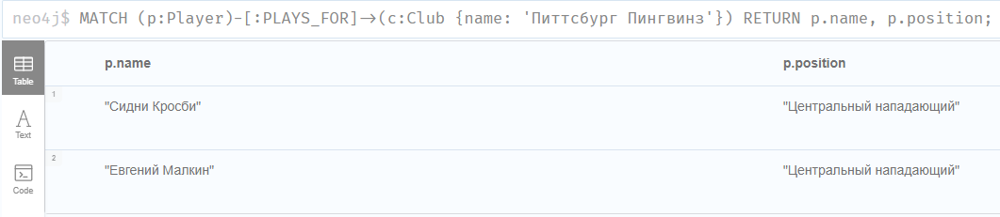 neo4j$ MATCH (p:Player)-[:PLAYS_FOR]->(c:Club {name: 'Питтсбург Пингвинз'}) RETURN p.name, p.position;
Table
Text
Code
p.name p.position
1 "Сидни Кросби" "Центральный нападающий"
2 "Евгений Малкин" "Центральный нападающий"